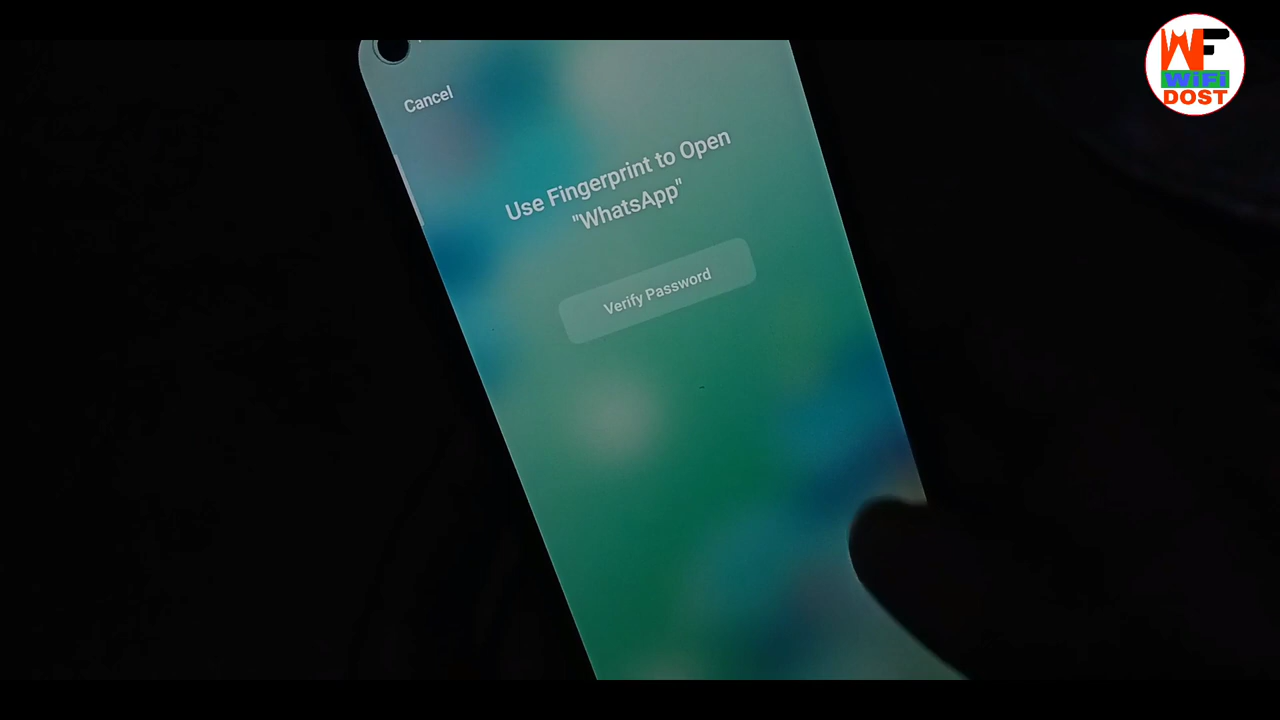 Cancel
Use Fingerprint to Open
"WhatsApp"
Verify Password
WF
WiFi
DOST